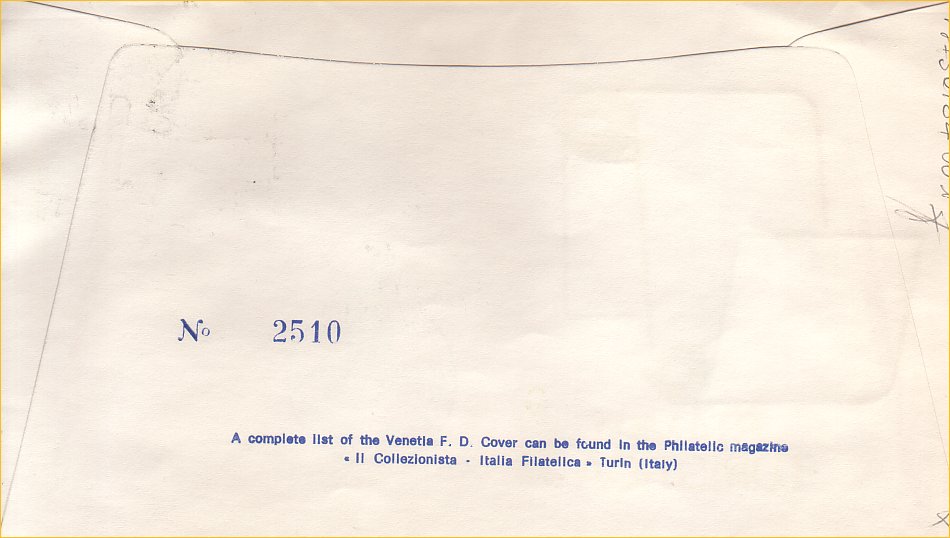 Nº 2510
A complete list of the Venetia F. D. Cover can be found in the Philatelic magazine
« Il Collezionista - Italia Filatelica » Turin (Italy)